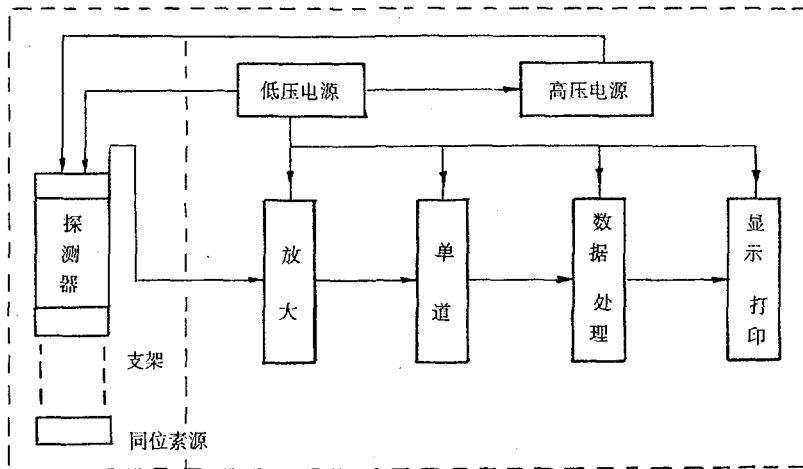 低压电源
高压电源
探测器
放大
单道
数据处理
显示打印
支架
同位素源